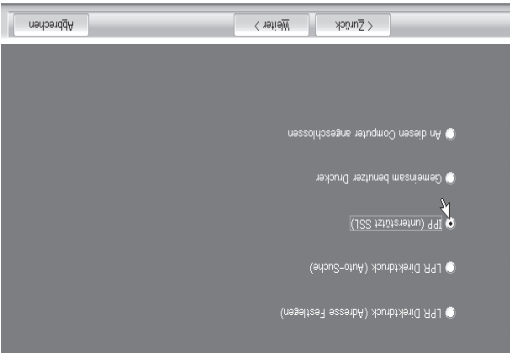 LPR Direktdruck (Adresse Festlegen)
LPR Direktdruck (Auto-Suche)
IPP (unterstützt SSL)
Gemeinsam benutzer Drucker
An diesen Computer angeschlossen
< Zurück Weiter > Abbrechen